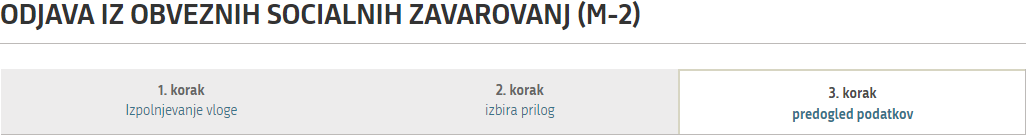 ODJAVA IZ OBVEZNIH SOCIALNIH ZAVAROVANJ (M-2)
1. korak
Izpolnjevanje vloge
2. korak
izbira prilog
3. korak
predogled podatkov